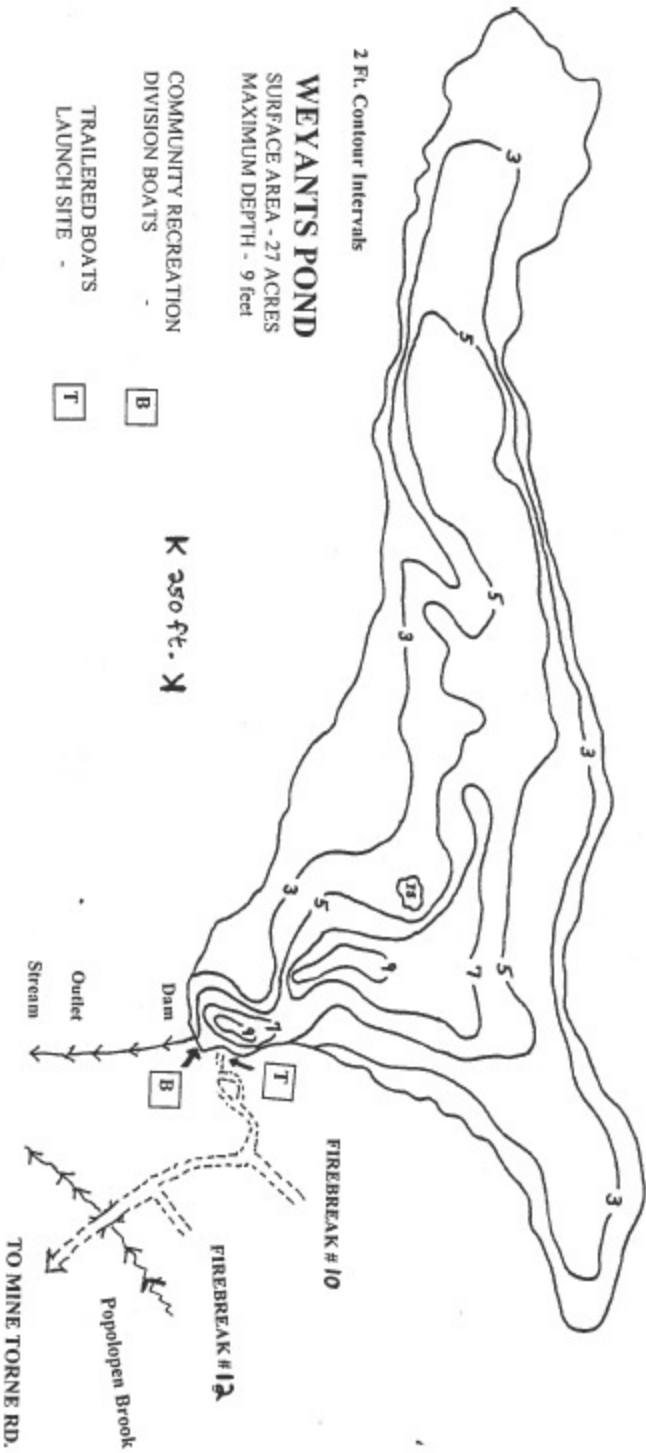 2 Ft. Contour Intervals
WEYANTS POND
SURFACE AREA - 27 ACRES
MAXIMUM DEPTH - 9 feet
COMMUNITY RECREATION
DIVISION BOATS - B
TRAILERED BOATS
LAUNCH SITE - T
250 ft.
3
3
3
5
5
5
3
3
5
7
9
3
7
9
Dam
Outlet
Stream
T
B
FIREBREAK # 10
FIREBREAK # 12
Popolopen Brook
TO MINE TORNE RD.